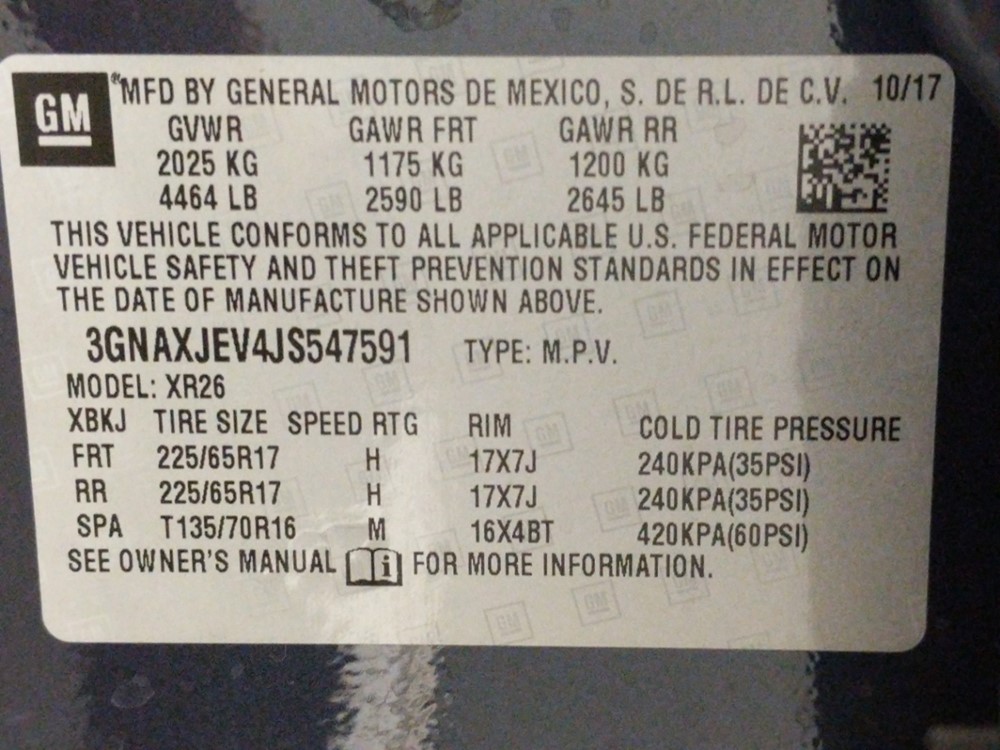 GM
® MFD BY GENERAL MOTORS DE MEXICO, S. DE R.L. DE C.V. 10/17
GVWR GAWR FRT GAWR RR
2025 KG 1175 KG 1200 KG
4464 LB 2590 LB 2645 LB
THIS VEHICLE CONFORMS TO ALL APPLICABLE U.S. FEDERAL MOTOR
VEHICLE SAFETY AND THEFT PREVENTION STANDARDS IN EFFECT ON
THE DATE OF MANUFACTURE SHOWN ABOVE.
3GNAXJEV4JS547591 TYPE: M.P.V.
MODEL: XR26
XBKJ TIRE SIZE SPEED RTG RIM COLD TIRE PRESSURE
FRT 225/65R17 H 17X7J 240KPA(35PSI)
RR 225/65R17 H 17X7J 240KPA(35PSI)
SPA T135/70R16 M 16X4BT 420KPA(60PSI)
SEE OWNER'S MANUAL i FOR MORE INFORMATION.